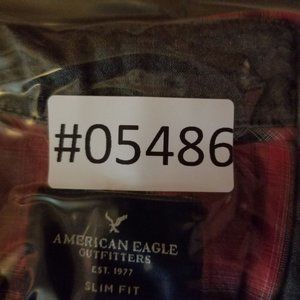 #05486
AMERICAN EAGLE
OUTFITTERS
EST. 1977
SLIM FIT